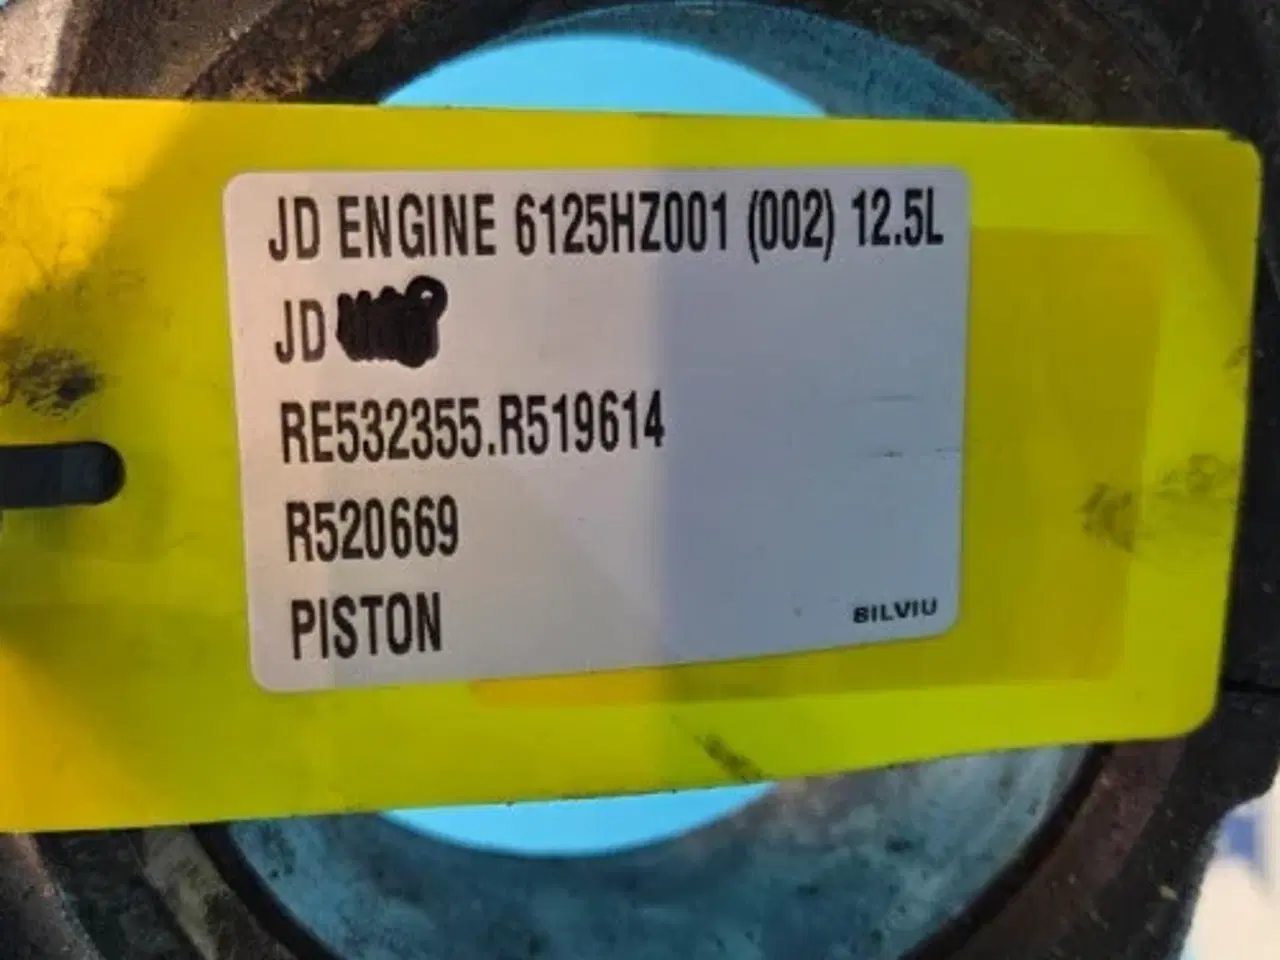 JD ENGINE 6125HZ001 (002) 12.5L
JD
RE532355.R519614
R520669
PISTON
BILVIU